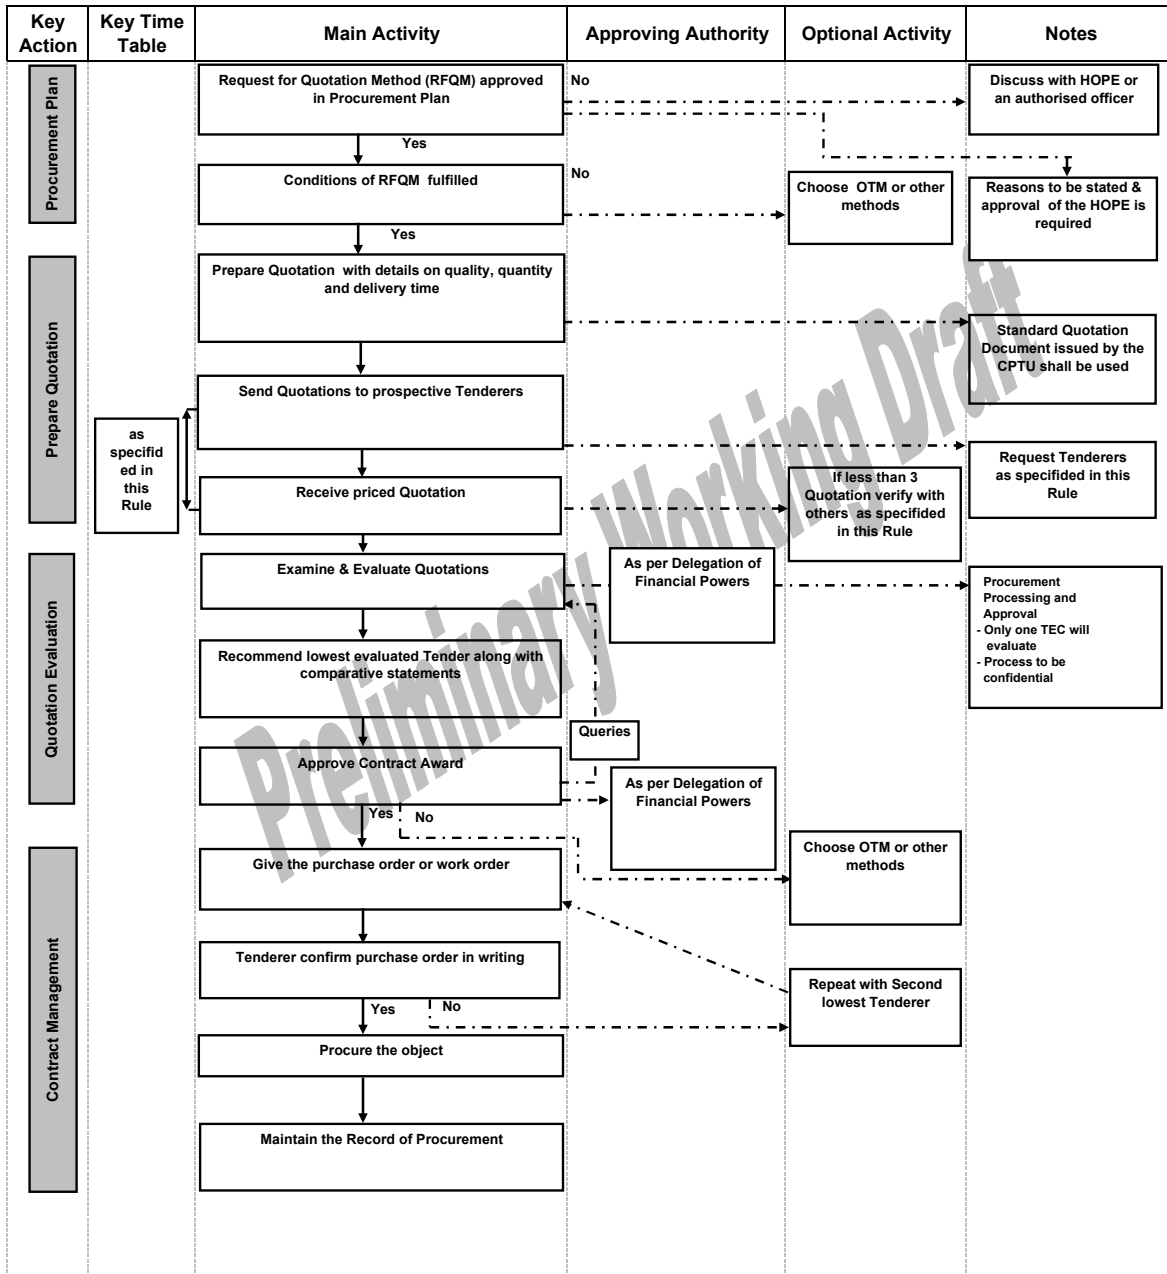 Key
Action
Key Time
Table
Main Activity
Approving Authority
Optional Activity
Notes
Procurement Plan
Request for Quotation Method (RFQM) approved
in Procurement Plan
No
Discuss with HOPE or
an authorised officer
Yes
Conditions of RFQM fulfilled
No
Choose OTM or other
methods
Reasons to be stated &
approval of the HOPE is
required
Yes
Prepare Quotation
Prepare Quotation with details on quality, quantity
and delivery time
Standard Quotation
Document issued by the
CPTU shall be used
Send Quotations to prospective Tenderers
as
specifid
ed in
this
Rule
Request Tenderers
as specifided in this
Rule
Receive priced Quotation
If less than 3
Quotation verify with
others as specifided
in this Rule
Quotation Evaluation
Examine & Evaluate Quotations
As per Delegation of
Financial Powers
Procurement
Processing and
Approval
- Only one TEC will
evaluate
- Process to be
confidential
Recommend lowest evaluated Tender along with
comparative statements
Queries
Approve Contract Award
As per Delegation of
Financial Powers
Yes
No
Choose OTM or other
methods
Contract Management
Give the purchase order or work order
Tenderer confirm purchase order in writing
Repeat with Second
lowest Tenderer
Yes
No
Procure the object
Maintain the Record of Procurement
Preliminary Working Draft